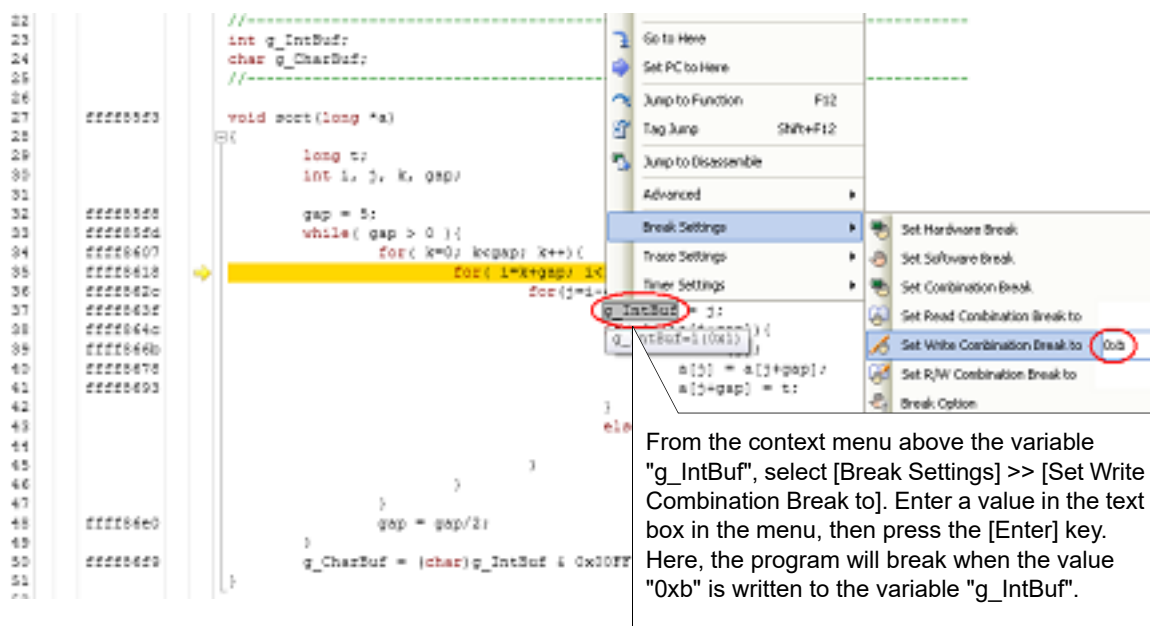 22 //----------------------------------------
23 int g_IntBuf;
24 char g_CharBuf;
25 //----------------------------------------
26
27 ffff85f3 void sort(long *a)
28 {
29 long t;
30 int i, j, k, gap;
31
32 ffff85f8 gap = 5;
33 ffff85fd while( gap > 0 ){
34 ffff8607 for( k=0; k<gap; k++){
35 ffff8618 for( i=k+gap; i<
36 ffff862c for(j=i-
37 ffff863f g_IntBuf = j;
38 ffff864c
39 ffff866b
40 ffff8678 a[j] = a[j+gap];
41 ffff8693 a[j+gap] = t;
42 }
43 els
44
45 }
46 }
47 }
48 ffff86e0 gap = gap/2;
49 }
50 ffff86f9 g_CharBuf = (char)g_IntBuf & 0x00FF
51 }
g_IntBuf=1(0x1)
Go to Here
Set PC to Here
Jump to Function F12
Tag Jump Shift+F12
Jump to Disassemble
Advanced
Break Settings
Trace Settings
Timer Settings
Set Hardware Break
Set Software Break
Set Combination Break
Set Read Combination Break to
Set Write Combination Break to 0xb
Set R/W Combination Break to
Break Option
From the context menu above the variable
"g_IntBuf", select [Break Settings] >> [Set Write
Combination Break to]. Enter a value in the text
box in the menu, then press the [Enter] key.
Here, the program will break when the value
"0xb" is written to the variable "g_IntBuf".